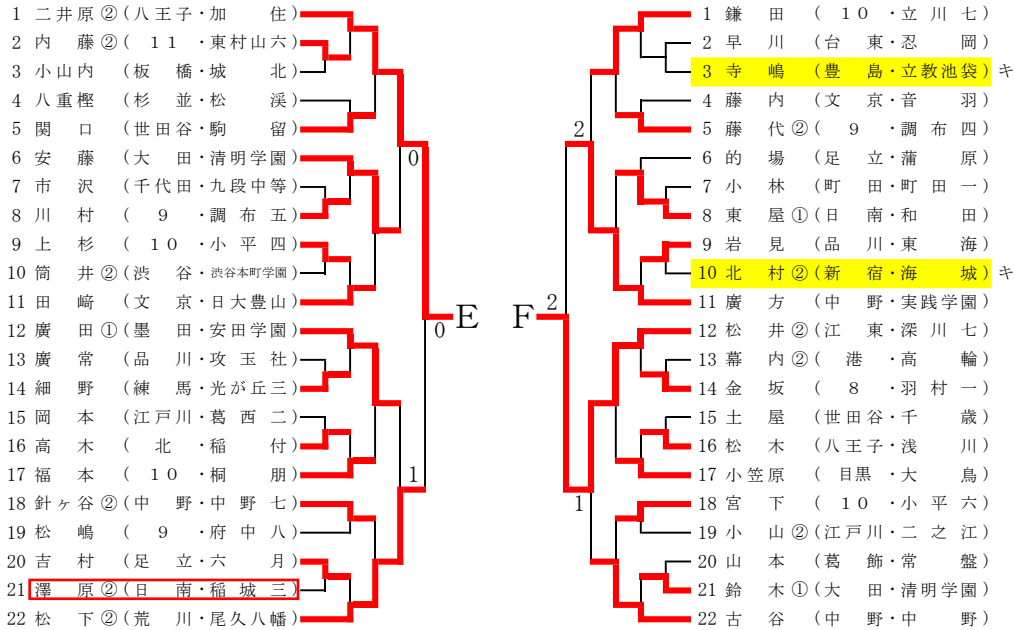 1 二井原②(八王子・加住)
2 内藤②(11・東村山六)
3 小山内(板橋・城北)
4 八重樫(杉並・松渓)
5 関口(世田谷・駒留)
6 安藤(大田・清明学園)
7 市沢(千代田・九段中等)
8 川村(9・調布五)
9 上杉(10・小平四)
10 筒井②(渋谷・渋谷本町学園)
11 田﨑(文京・日大豊山)
12 廣田①(墨田・安田学園)
13 廣常(品川・攻玉社)
14 細野(練馬・光が丘三)
15 岡本(江戸川・葛西二)
16 高木(北・稲付)
17 福本(10・桐朋)
18 針ヶ谷②(中野・中野七)
19 松嶋(9・府中八)
20 吉村(足立・六月)
21 澤原②(日南・稲城三)
22 松下②(荒川・尾久八幡)
0
0
1
E
F
2
2
1
1 鎌田(10・立川七)
2 早川(台東・忍岡)
3 寺嶋(豊島・立教池袋)キ
4 藤内(文京・音羽)
5 藤代②(9・調布四)
6 的場(足立・蒲原)
7 小林(町田・町田一)
8 東屋①(日南・和田)
9 岩見(品川・東海)
10 北村②(新宿・海城)キ
11 廣方(中野・実践学園)
12 松井②(江東・深川七)
13 幕内②(港・高輪)
14 金坂(8・羽村一)
15 土屋(世田谷・千歳)
16 松木(八王子・浅川)
17 小笠原(目黒・大鳥)
18 宮下(10・小平六)
19 小山②(江戸川・二之江)
20 山本(葛飾・常盤)
21 鈴木①(大田・清明学園)
22 古谷(中野・中野)